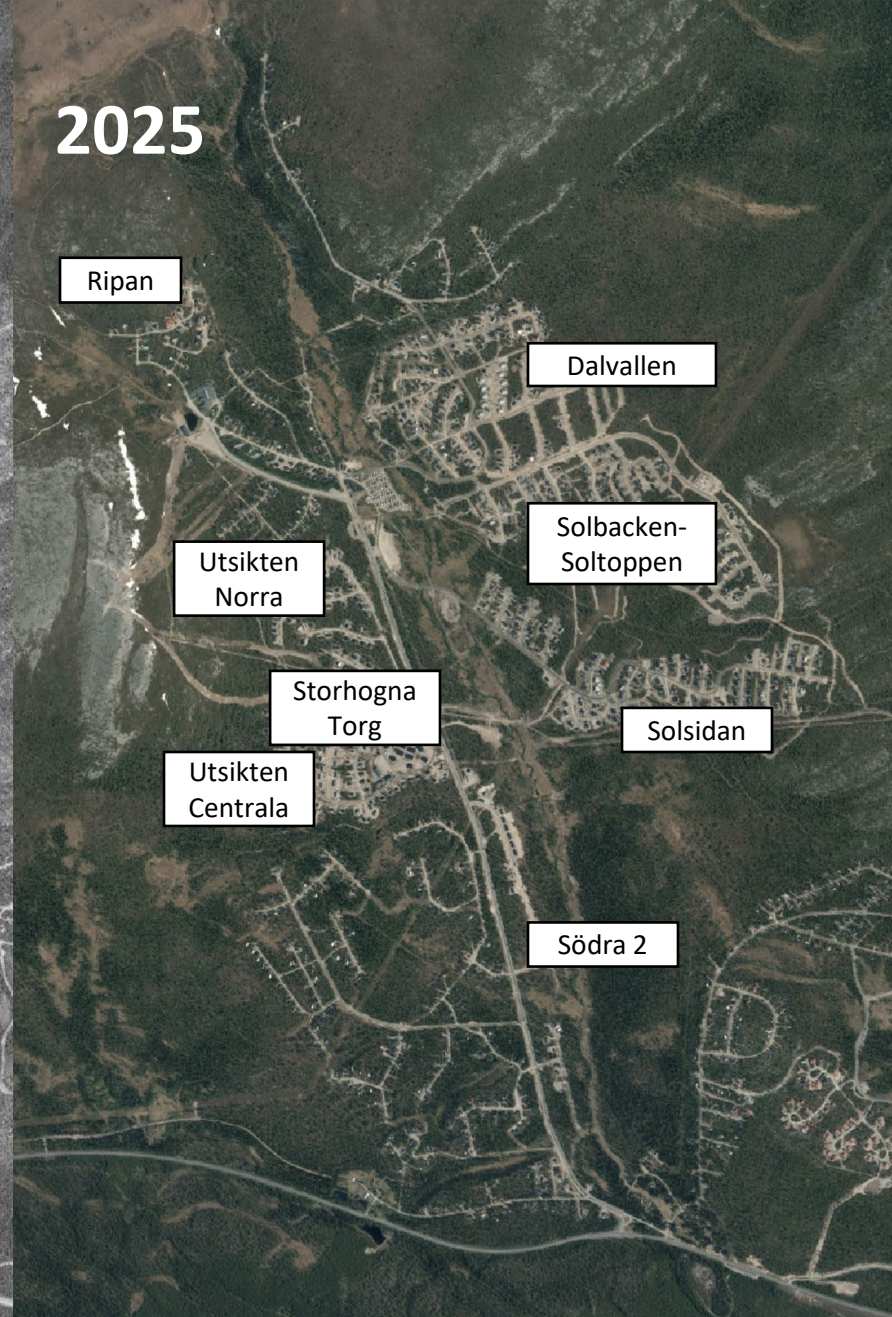 2025
Ripan
Dalvallen
Solbacken-
Soltoppen
Utsikten
Norra
Storhogna
Torg
Solsidan
Utsikten
Centrala
Södra 2